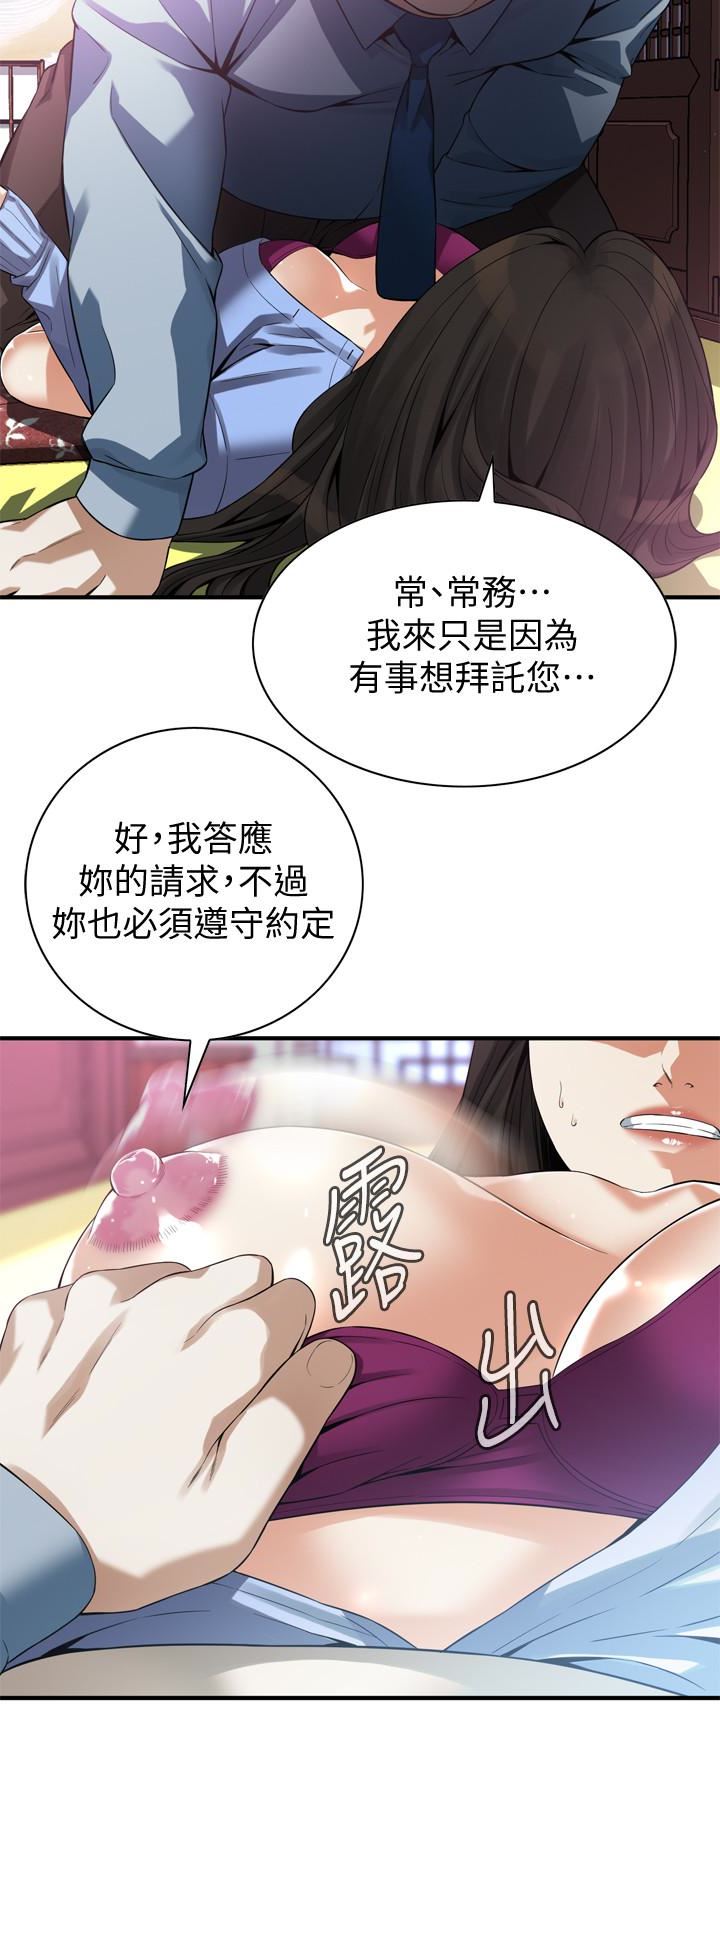 常、常務⋯
我來只是因為
有事想拜託您⋯
好，我答應
妳的請求，不過
妳也必須遵守約定
露
出